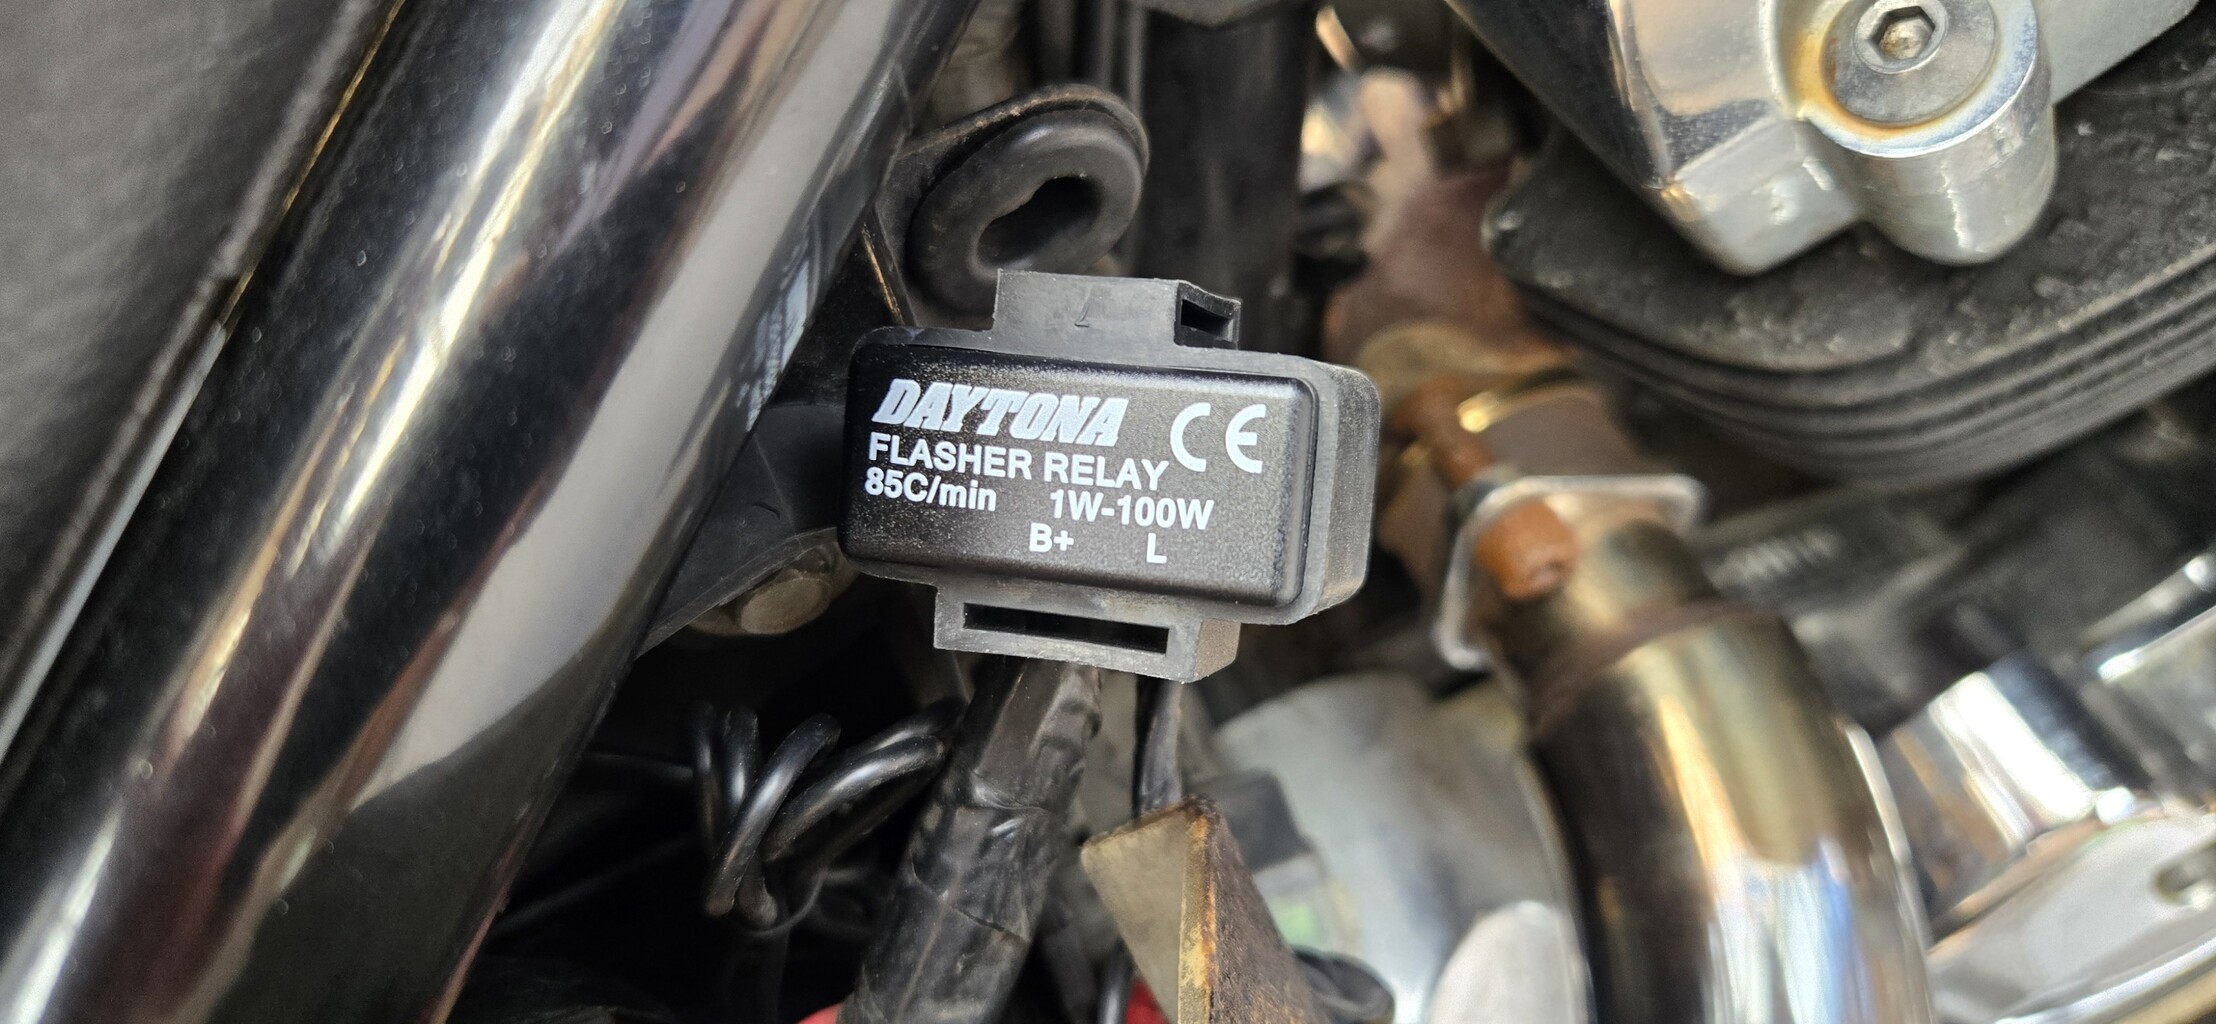 DAYTONA CE
FLASHER RELAY
85C/min 1W-100W
B+ L